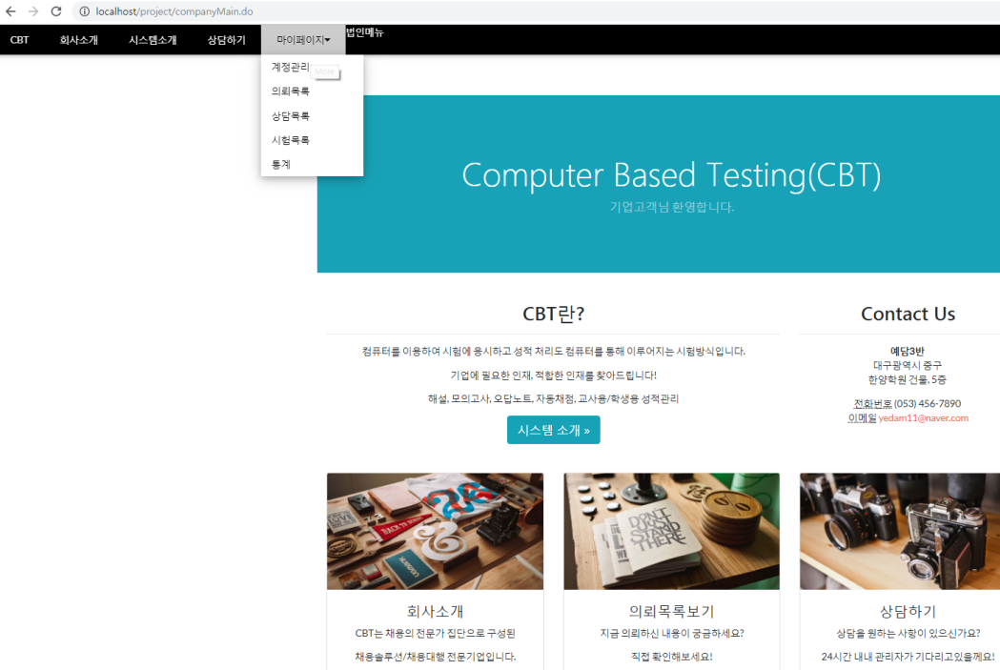 localhost/project/companyMain.do
CBT 회사소개 시스템소개 상담하기 마이페이지▾ 법인메뉴
계정관리
More
의뢰목록
상담목록
시험목록
통계
Computer Based Testing(CBT)
기업고객님 환영합니다.
CBT란?
컴퓨터를 이용하여 시험에 응시하고 성적 처리도 컴퓨터를 통해 이루어지는 시험방식입니다.
기업에 필요한 인재, 적합한 인재를 찾아드립니다!
해설, 모의고사, 오답노트, 자동채점, 교사용/학생용 성적관리
시스템 소개 »
Contact Us
예담3반
대구광역시 중구
한양학원 건물, 5층
전화번호 (053) 456-7890
이메일 yedam11@naver.com
BACK TO
UGMONK
DON'T
JUST
STAND
THERE
회사소개
CBT는 채용의 전문가 집단으로 구성된
채용솔루션/채용대행 전문기업입니다.
의뢰목록보기
지금 의뢰하신 내용이 궁금하세요?
직접 확인해보세요!
상담하기
상담을 원하는 사항이 있으신가요?
24시간 내내 관리자가 기다리고있을께요!